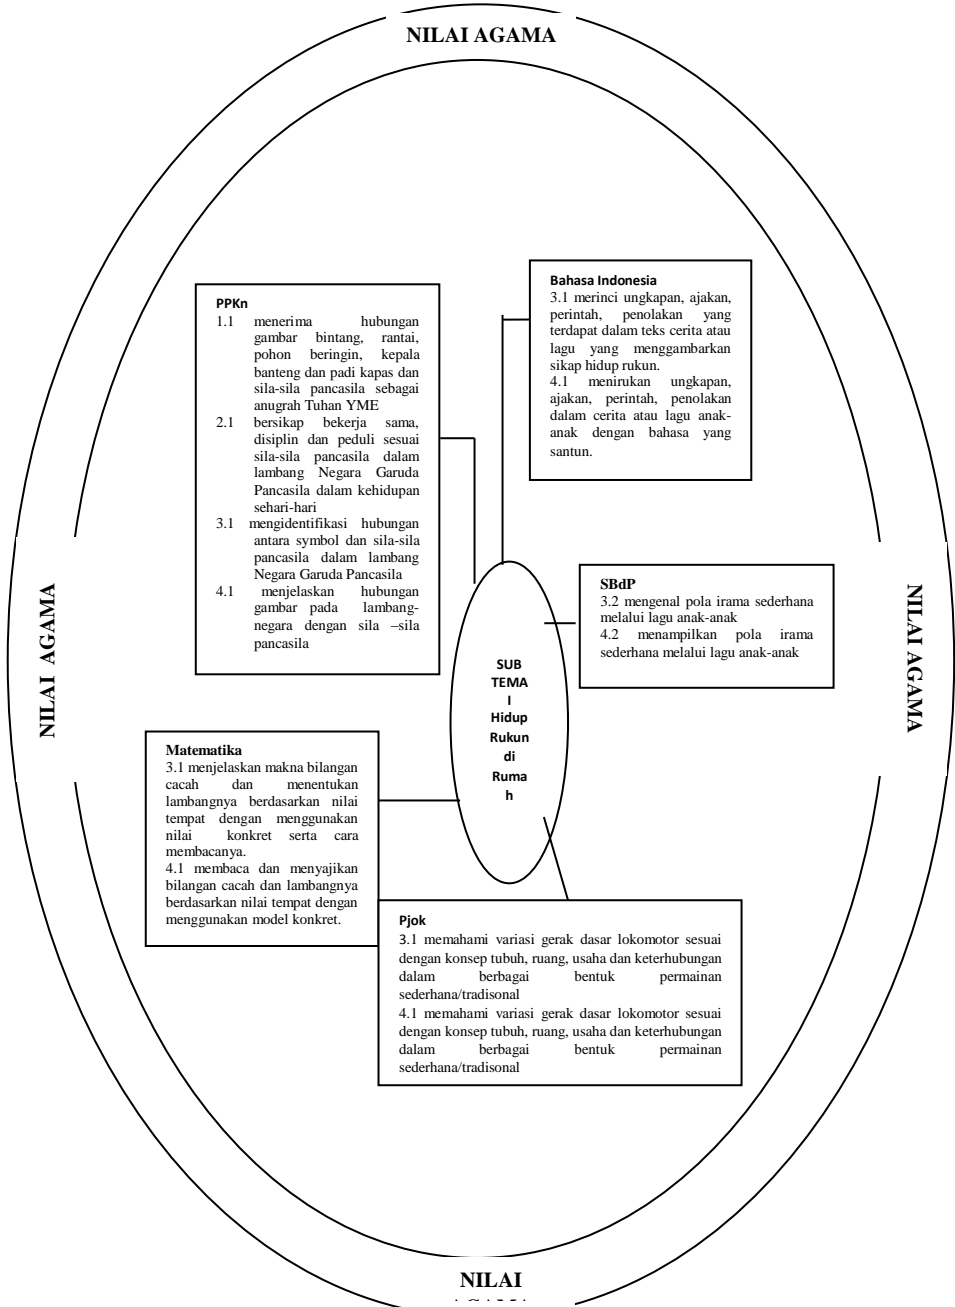 NILAI AGAMA
PPKn
1.1 menerima hubungan
gambar bintang, rantai,
pohon beringin, kepala
banteng dan padi kapas dan
sila-sila pancasila sebagai
anugrah Tuhan YME
2.1 bersikap bekerja sama,
disiplin dan peduli sesuai
sila-sila pancasila dalam
lambang Negara Garuda
Pancasila dalam kehidupan
sehari-hari
3.1 mengidentifikasi hubungan
antara symbol dan sila-sila
pancasila dalam lambang
Negara Garuda Pancasila
4.1 menjelaskan hubungan
gambar pada lambang-
negara dengan sila –sila
pancasila
Bahasa Indonesia
3.1 merinci ungkapan, ajakan,
perintah, penolakan yang
terdapat dalam teks cerita atau
lagu yang menggambarkan
sikap hidup rukun.
4.1 menirukan ungkapan,
ajakan, perintah, penolakan
dalam cerita atau lagu anak-
anak dengan bahasa yang
santun.
NILAI AGAMA
SUB
TEMA
I
Hidup
Rukun
di
Ruma
h
SBdP
3.2 mengenal pola irama sederhana
melalui lagu anak-anak
4.2 menampilkan pola irama
sederhana melalui lagu anak-anak
NILAI AGAMA
Matematika
3.1 menjelaskan makna bilangan
cacah dan menentukan
lambangnya berdasarkan nilai
tempat dengan menggunakan
nilai konkret serta cara
membacanya.
4.1 membaca dan menyajikan
bilangan cacah dan lambangnya
berdasarkan nilai tempat dengan
menggunakan model konkret.
Pjok
3.1 memahami variasi gerak dasar lokomotor sesuai
dengan konsep tubuh, ruang, usaha dan keterhubungan
dalam berbagai bentuk permainan
sederhana/tradisonal
4.1 memahami variasi gerak dasar lokomotor sesuai
dengan konsep tubuh, ruang, usaha dan keterhubungan
dalam berbagai bentuk permainan
sederhana/tradisonal
NILAI